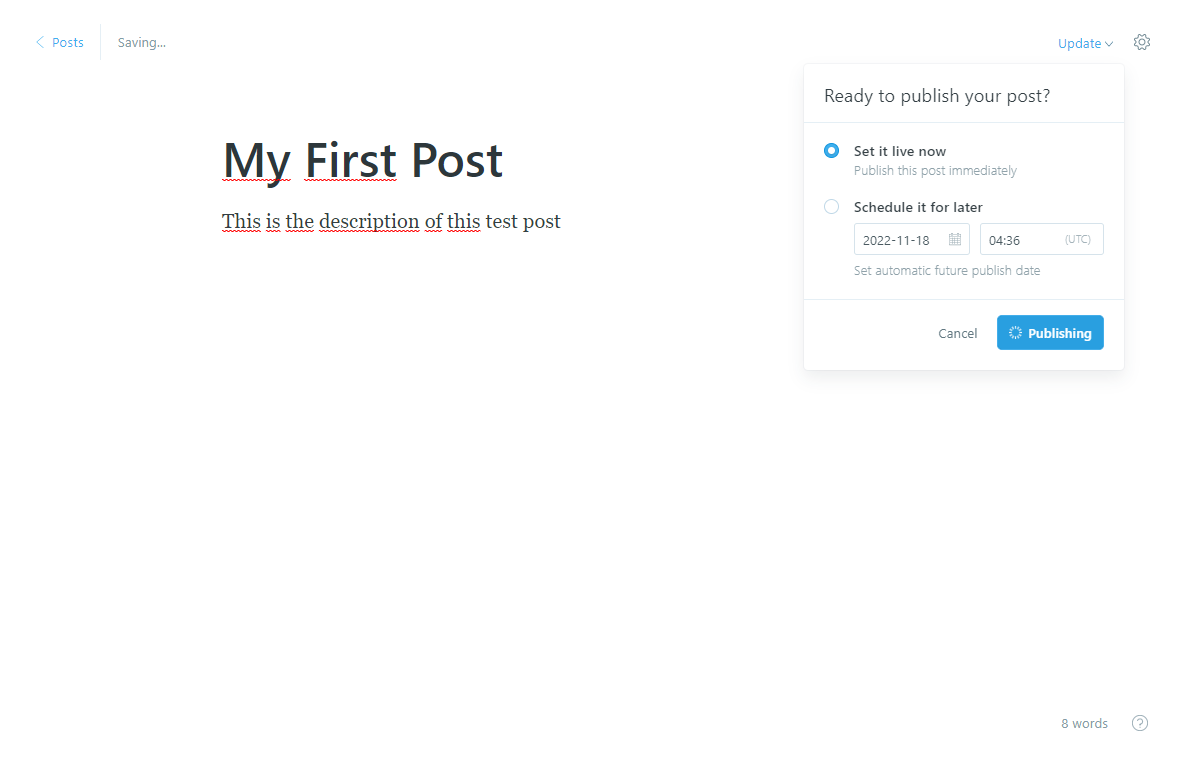 Posts
Saving...
Update
Ready to publish your post?
Set it live now
Publish this post immediately
Schedule it for later
2022-11-18
04:36
(UTC)
Set automatic future publish date
Cancel
Publishing
My First Post
This is the description of this test post
8 words
?